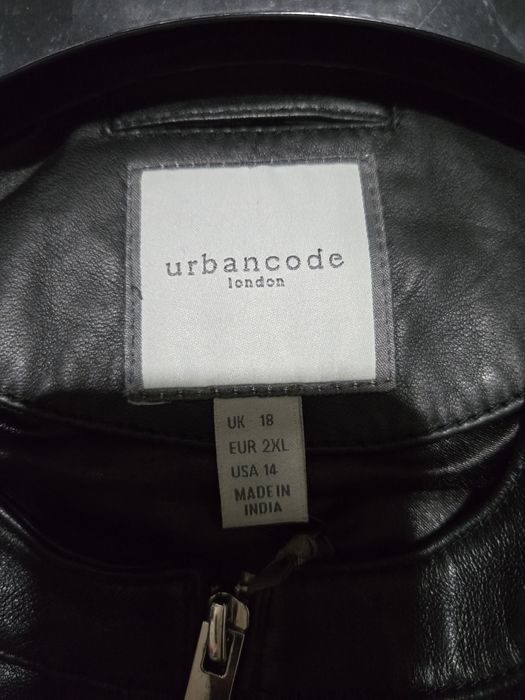 urbancode
london
UK 18
EUR 2XL
USA 14
MADE IN
INDIA